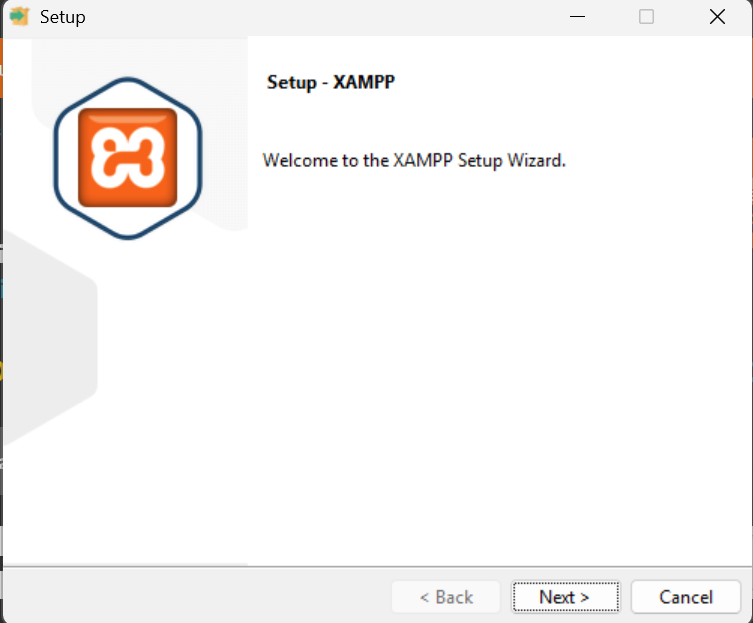 Setup
Setup - XAMPP
Welcome to the XAMPP Setup Wizard.
< Back
Next >
Cancel